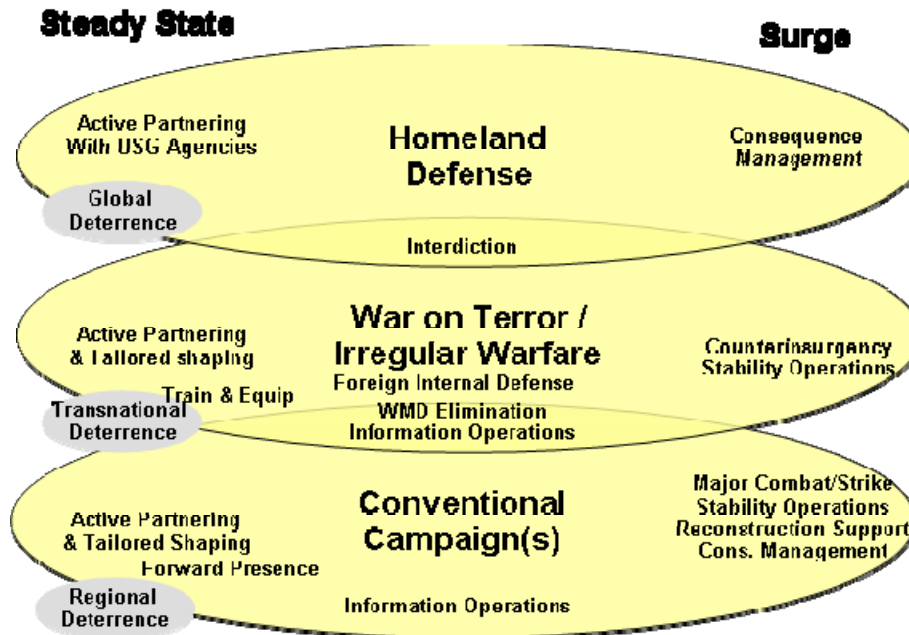 Steady State
Surge
Active Partnering
With USG Agencies
Homeland
Defense
Consequence
Management
Global
Deterrence
Interdiction
Active Partnering
& Tailored shaping
War on Terror /
Irregular Warfare
Counterinsurgency
Stability Operations
Foreign Internal Defense
Train & Equip
Transnational
Deterrence
WMD Elimination
Information Operations
Active Partnering
& Tailored Shaping
Forward Presence
Conventional
Campaign(s)
Major Combat/Strike
Stability Operations
Reconstruction Support
Cons. Management
Regional
Deterrence
Information Operations